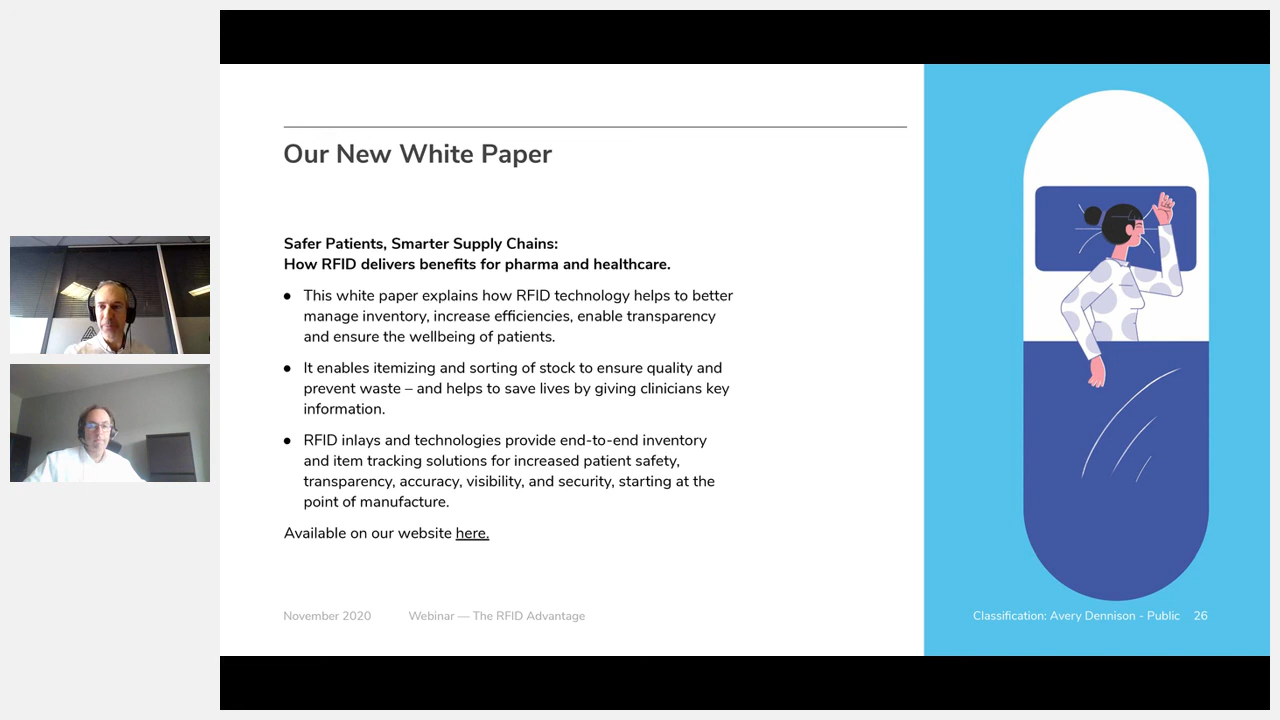 Our New White Paper
Safer Patients, Smarter Supply Chains:
How RFID delivers benefits for pharma and healthcare.
● This white paper explains how RFID technology helps to better
manage inventory, increase efficiencies, enable transparency
and ensure the wellbeing of patients.
● It enables itemizing and sorting of stock to ensure quality and
prevent waste – and helps to save lives by giving clinicians key
information.
● RFID inlays and technologies provide end-to-end inventory
and item tracking solutions for increased patient safety,
transparency, accuracy, visibility, and security, starting at the
point of manufacture.
Available on our website here.
November 2020 Webinar — The RFID Advantage
Classification: Avery Dennison - Public 26